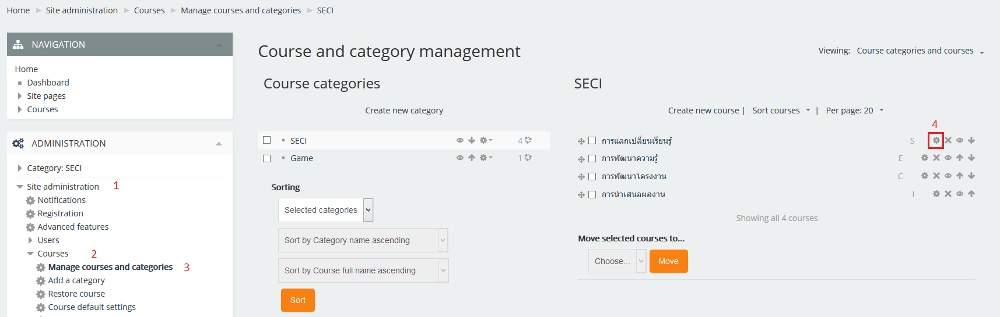 Home Site administration Courses Manage courses and categories SECI
NAVIGATION
Home
Dashboard
Site pages
Courses
ADMINISTRATION
Category: SECI
Site administration 1
Notifications
Registration
Advanced features
Users
Courses 2
Manage courses and categories 3
Add a category
Restore course
Course default settings
Course and category management
Viewing: Course categories and courses
Course categories
Create new category
SECI 4
Game 1
Sorting
Selected categories
Sort by Category name ascending
Sort by Course full name ascending
Sort
SECI
Create new course | Sort courses | Per page: 20
4
การแลกเปลี่ยนเรียนรู้ S
การพัฒนาความรู้ E
การพัฒนาโครงงาน C
การนำเสนอผลงาน I
Showing all 4 courses
Move selected courses to...
Choose... Move